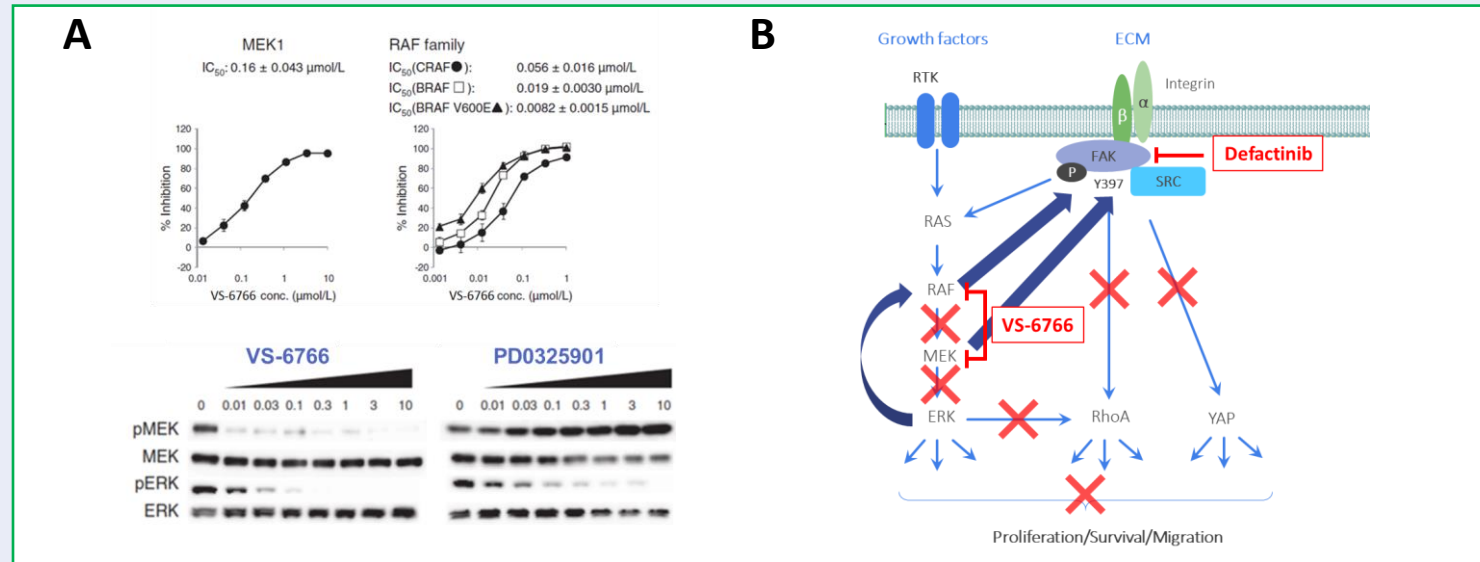 A
MEK1
IC50: 0.16 ± 0.043 µmol/L
RAF family
IC50(CRAF●): 0.056 ± 0.016 µmol/L
IC50(BRAF □): 0.019 ± 0.0030 µmol/L
IC50(BRAF V600E▲): 0.0082 ± 0.0015 µmol/L
% Inhibition
120
100
80
60
40
20
0
-20
0.01 0.1 1 10
VS-6766 conc. (µmol/L)
% Inhibition
120
100
80
60
40
20
0
-20
0.001 0.01 0.1 1
VS-6766 conc. (µmol/L)
VS-6766
PD0325901
0 0.01 0.03 0.1 0.3 1 3 10
0 0.01 0.03 0.1 0.3 1 3 10
pMEK
MEK
pERK
ERK
B
Growth factors
ECM
RTK
Integrin
β
α
FAK
P
Y397
SRC
Defactinib
RAS
RAF
VS-6766
MEK
ERK
RhoA
YAP
Proliferation/Survival/Migration